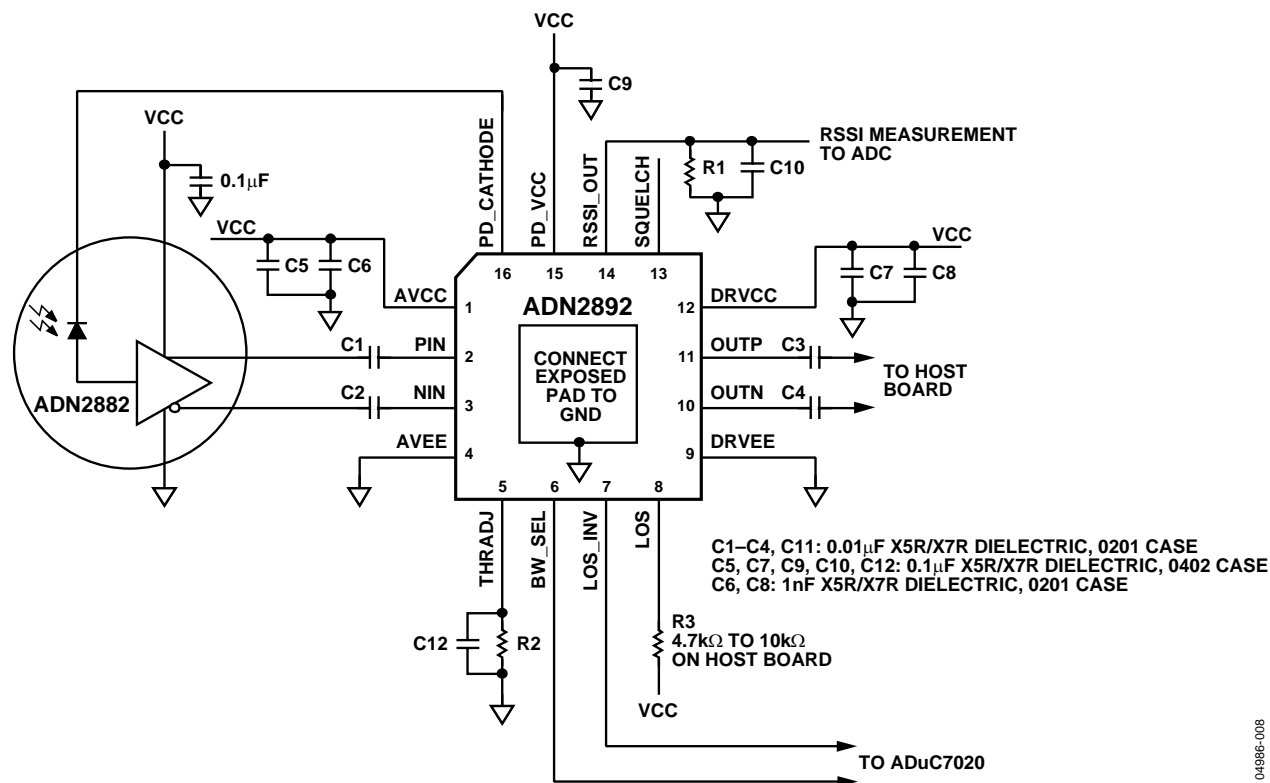 VCC
C9
VCC
0.1µF
PD_CATHODE
PD_VCC
RSSI_OUT
SQUELCH
RSSI MEASUREMENT
TO ADC
R1
C10
VCC
C5
C6
VCC
C7
C8
16
15
14
13
AVCC
1
ADN2892
DRVCC
12
C1
PIN
2
CONNECT
EXPOSED
PAD TO
GND
11
OUTP
C3
TO HOST
BOARD
ADN2882
C2
NIN
3
10
OUTN
C4
AVEE
4
9
DRVEE
5
6
7
8
THRADJ
BW_SEL
LOS_INV
LOS
C1–C4, C11: 0.01µF X5R/X7R DIELECTRIC, 0201 CASE
C5, C7, C9, C10, C12: 0.1µF X5R/X7R DIELECTRIC, 0402 CASE
C6, C8: 1nF X5R/X7R DIELECTRIC, 0201 CASE
C12
R2
R3
4.7kΩ TO 10kΩ
ON HOST BOARD
VCC
TO ADuC7020
04986-008